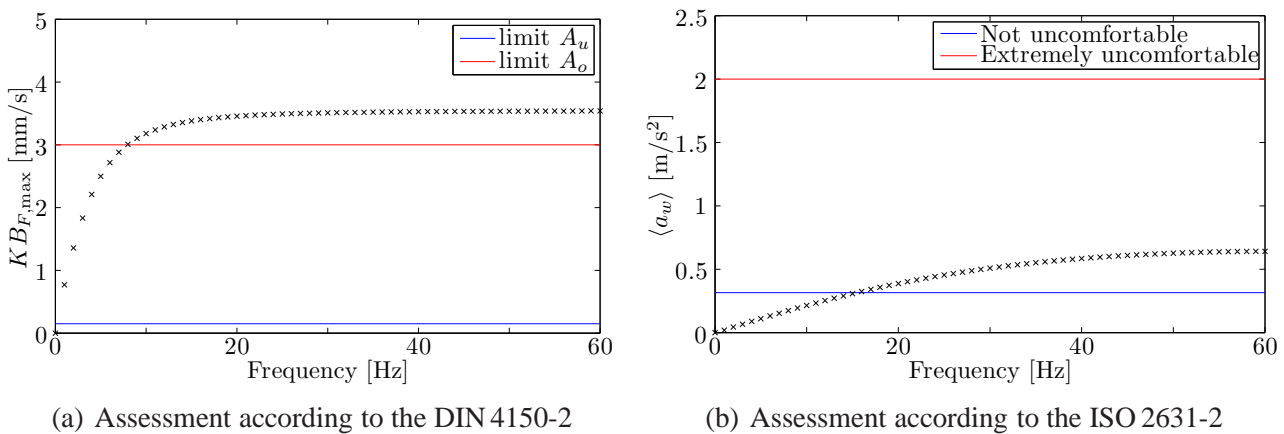 5
4
3
2
1
0
0 20 40 60
KB_{F,max} [mm/s]
Frequency [Hz]
limit A_u
limit A_o
(a) Assessment according to the DIN 4150-2
2.5
2
1.5
1
0.5
0
0 20 40 60
⟨a_w⟩ [m/s²]
Frequency [Hz]
Not uncomfortable
Extremely uncomfortable
(b) Assessment according to the ISO 2631-2